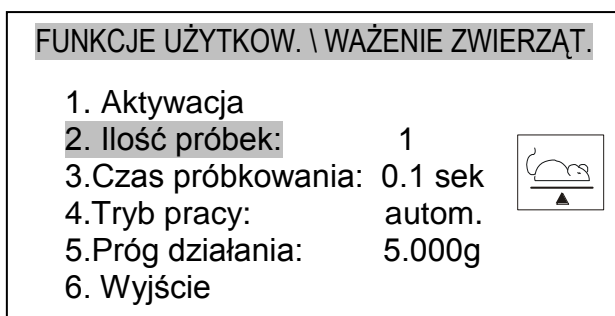 FUNKCJE UŻYTKOW. \ WAŻENIE ZWIERZĄT.
1. Aktywacja
2. Ilość próbek: 1
3.Czas próbkowania: 0.1 sek
4.Tryb pracy: autom.
5.Próg działania: 5.000g
6. Wyjście